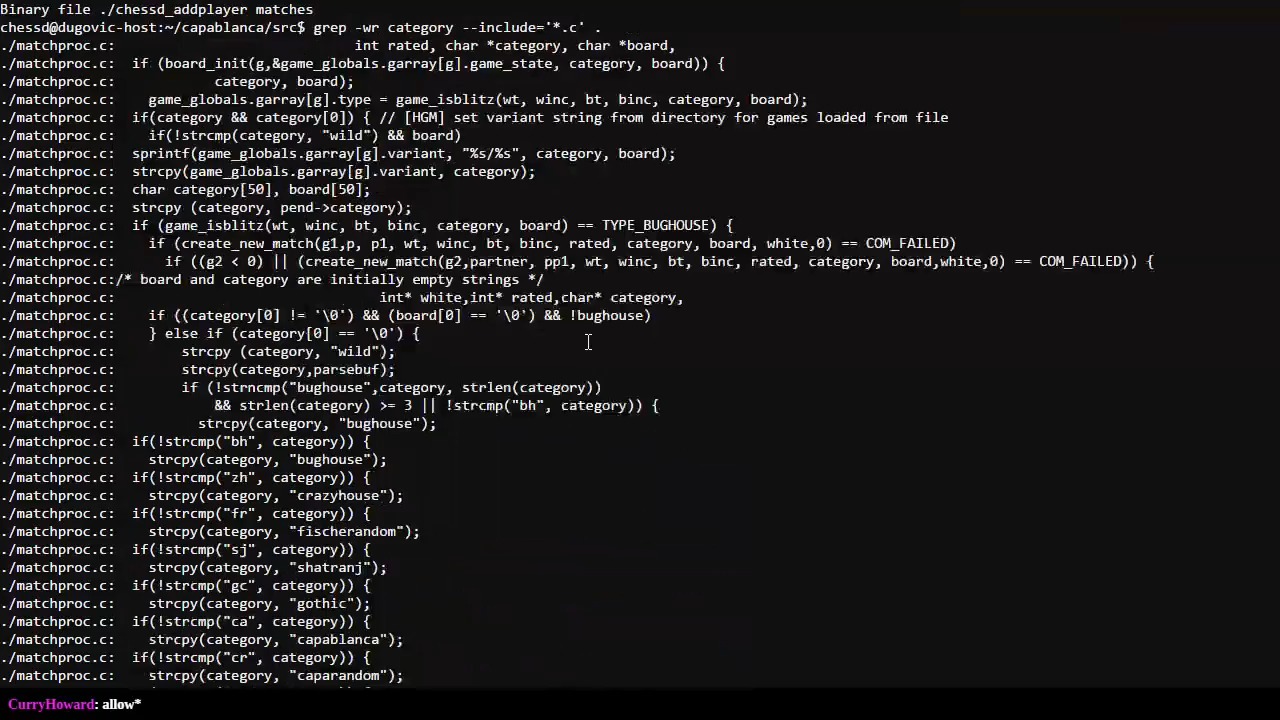 Binary file ./chessd_addplayer matches
chessd@dugovic-host:~/capablanca/src$ grep -wr category --include='*.c' .
./matchproc.c:                             int rated, char *category, char *board,
./matchproc.c:  if (board_init(g,&game_globals.garray[g].game_state, category, board)) {
./matchproc.c:            category, board);
./matchproc.c:    game_globals.garray[g].type = game_isblitz(wt, winc, bt, binc, category, board);
./matchproc.c:  if(category && category[0]) { // [HGM] set variant string from directory for games loaded from file
./matchproc.c:    if(!strcmp(category, "wild") && board)
./matchproc.c:  sprintf(game_globals.garray[g].variant, "%s/%s", category, board);
./matchproc.c:  strcpy(game_globals.garray[g].variant, category);
./matchproc.c:  char category[50], board[50];
./matchproc.c:  strcpy (category, pend->category);
./matchproc.c:  if (game_isblitz(wt, winc, bt, binc, category, board) == TYPE_BUGHOUSE) {
./matchproc.c:    if (create_new_match(g1,p, p1, wt, winc, bt, binc, rated, category, board, white,0) == COM_FAILED)
./matchproc.c:      if ((g2 < 0) || (create_new_match(g2,partner, pp1, wt, winc, bt, binc, rated, category, board,white,0) == COM_FAILED)) {
./matchproc.c:/* board and category are initially empty strings */
./matchproc.c:                                int* white,int* rated,char* category,
./matchproc.c:    if ((category[0] != '\0') && (board[0] == '\0') && !bughouse)
./matchproc.c:    } else if (category[0] == '\0') {
./matchproc.c:        strcpy (category, "wild");
./matchproc.c:        strcpy(category,parsebuf);
./matchproc.c:        if (!strncmp("bughouse",category, strlen(category))
./matchproc.c:            && strlen(category) >= 3 || !strcmp("bh", category)) {
./matchproc.c:          strcpy(category, "bughouse");
./matchproc.c:  if(!strcmp("bh", category)) {
./matchproc.c:    strcpy(category, "bughouse");
./matchproc.c:  if(!strcmp("zh", category)) {
./matchproc.c:    strcpy(category, "crazyhouse");
./matchproc.c:  if(!strcmp("fr", category)) {
./matchproc.c:    strcpy(category, "fischerandom");
./matchproc.c:  if(!strcmp("sj", category)) {
./matchproc.c:    strcpy(category, "shatranj");
./matchproc.c:  if(!strcmp("gc", category)) {
./matchproc.c:    strcpy(category, "gothic");
./matchproc.c:  if(!strcmp("ca", category)) {
./matchproc.c:    strcpy(category, "capablanca");
./matchproc.c:  if(!strcmp("cr", category)) {
./matchproc.c:    strcpy(category, "caparandom");
CurryHoward: allow*